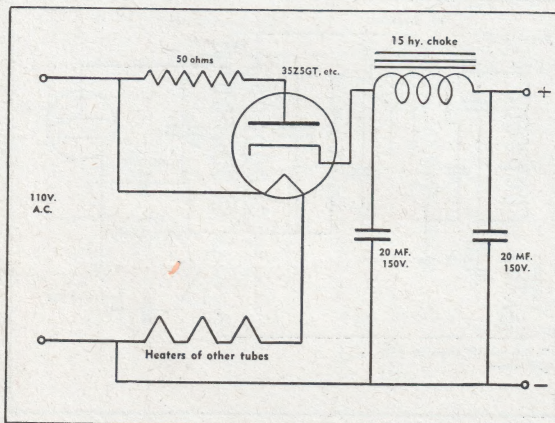 15 hy. choke
50 ohms
35Z5GT, etc.
+
110V.
A.C.
20 MF.
150V.
20 MF.
150V.
Heaters of other tubes
−